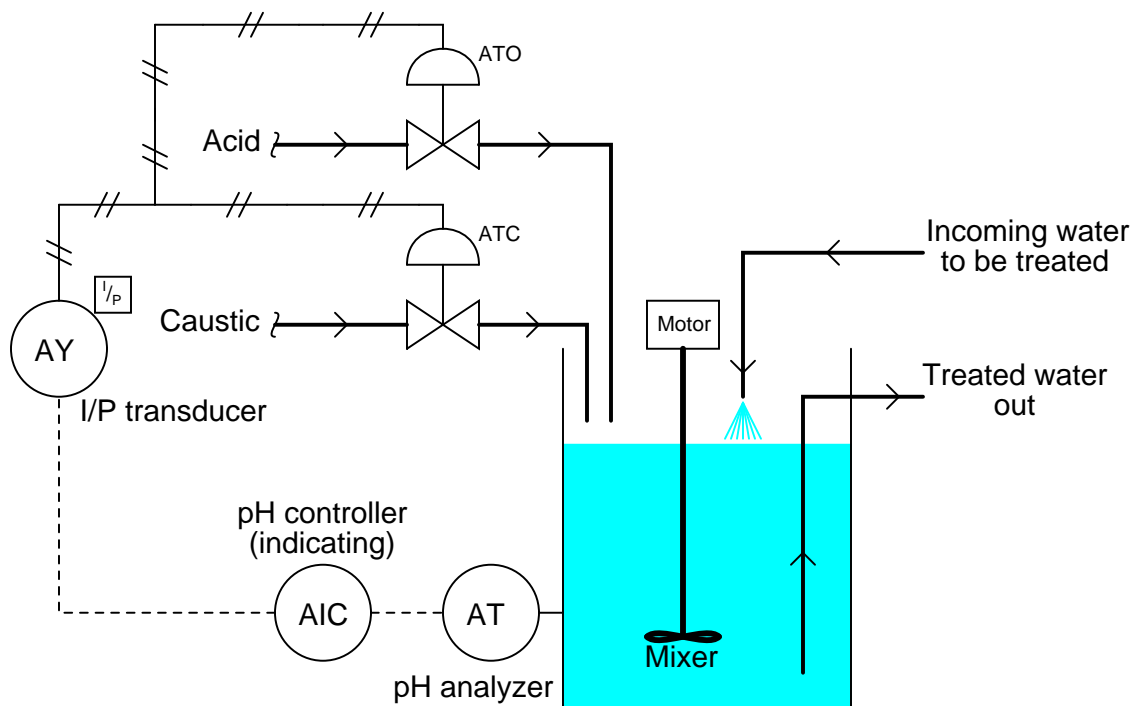 ATO
Acid
ATC
Incoming water
to be treated
I/P
Caustic
Motor
AY
I/P transducer
Treated water
out
pH controller
(indicating)
AIC
AT
Mixer
pH analyzer